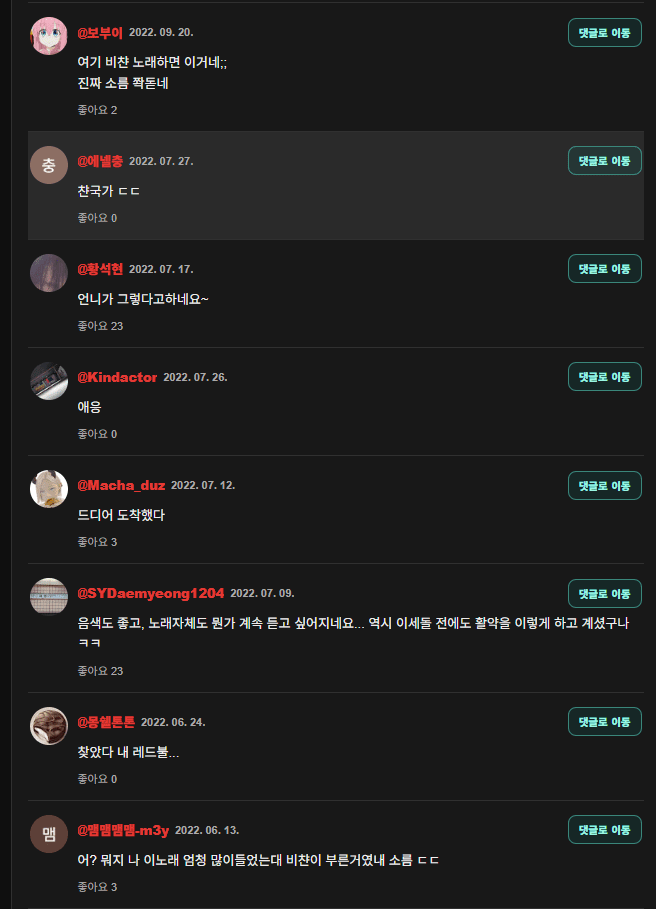 @보부이 2022. 09. 20.
댓글로 이동
여기 비챤 노래하면 이거네;;
진짜 소름 쫙돋네
좋아요 2
충
@에넬충 2022. 07. 27.
댓글로 이동
챤국가 ㄷㄷ
좋아요 0
@황석현 2022. 07. 17.
댓글로 이동
언니가 그렇다고하네요~
좋아요 23
@Kindactor 2022. 07. 26.
댓글로 이동
애응
좋아요 0
@Macha_duz 2022. 07. 12.
댓글로 이동
드디어 도착했다
좋아요 3
@SYDaemyeong1204 2022. 07. 09.
댓글로 이동
음색도 좋고, 노래자체도 뭔가 계속 듣고 싶어지네요... 역시 이세돌 전에도 활약을 이렇게 하고 계셨구나
ㅋㅋ
좋아요 23
@몽쉘튼튼 2022. 06. 24.
댓글로 이동
찾았다 내 레드불...
좋아요 0
맴
@맴맴맴맴-m3y 2022. 06. 13.
댓글로 이동
어? 뭐지 나 이노래 엄청 많이들었는대 비챤이 부른거였내 소름 ㄷㄷ
좋아요 3